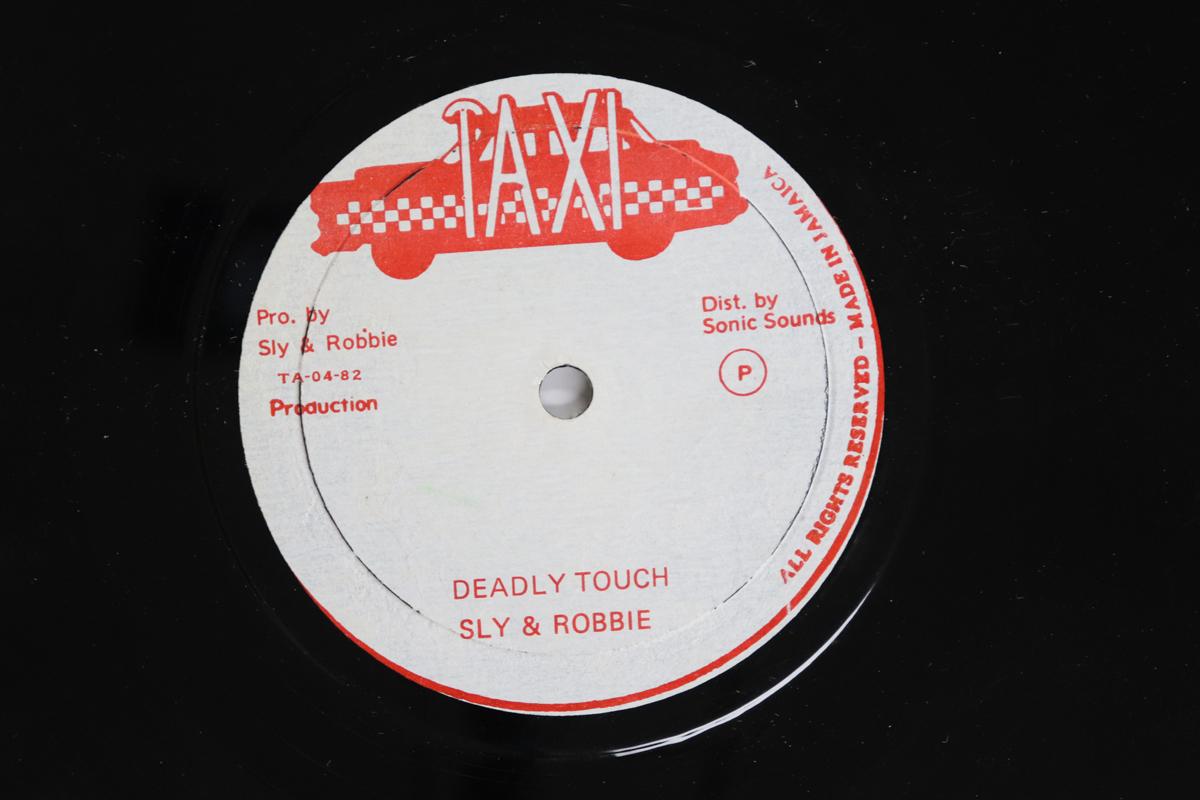 TAXI
Pro. by
Sly & Robbie
TA-04-82
Production
Dist. by
Sonic Sounds
P
ALL RIGHTS RESERVED - MADE IN JAMAICA
DEADLY TOUCH
SLY & ROBBIE